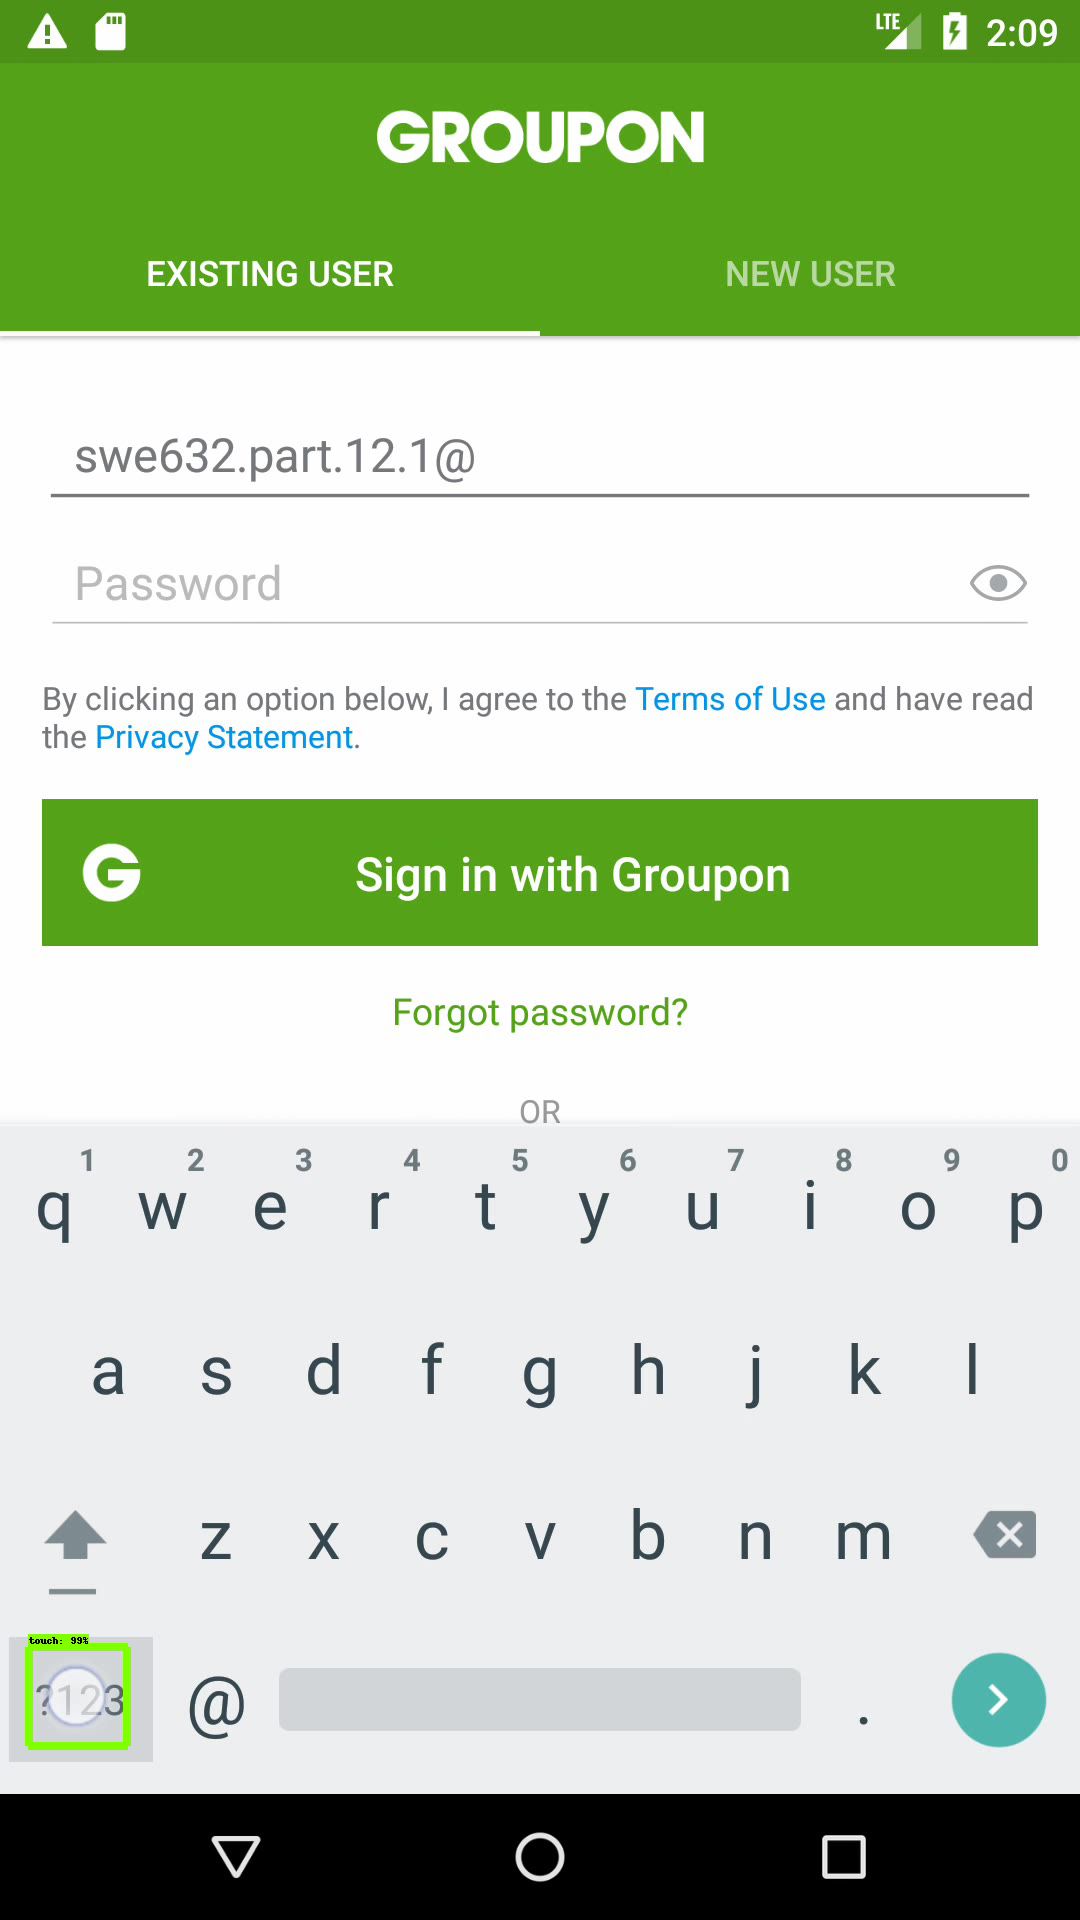 LTE 2:09
GROUPON
EXISTING USER NEW USER
swe632.part.12.1@
Password
By clicking an option below, I agree to the Terms of Use and have read
the Privacy Statement.
G Sign in with Groupon
Forgot password?
OR
1 2 3 4 5 6 7 8 9 0
q w e r t y u i o p
a s d f g h j k l
z x c v b n m
touch: 99%
?123 @ .